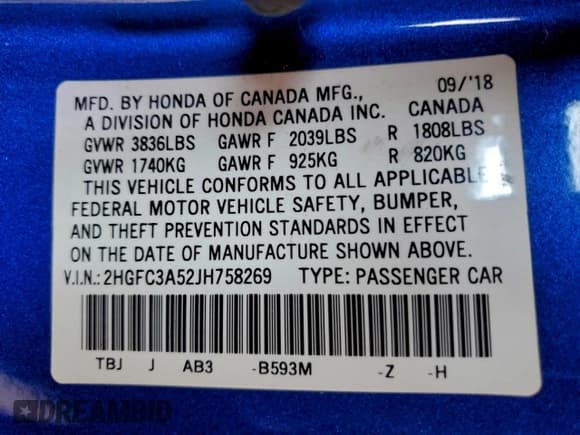 MFD. BY HONDA OF CANADA MFG., 09/'18
A DIVISION OF HONDA CANADA INC. CANADA
GVWR 3836LBS GAWR F 2039LBS R 1808LBS
GVWR 1740KG GAWR F 925KG R 820KG
THIS VEHICLE CONFORMS TO ALL APPLICABLE
FEDERAL MOTOR VEHICLE SAFETY, BUMPER,
AND THEFT PREVENTION STANDARDS IN EFFECT
ON THE DATE OF MANUFACTURE SHOWN ABOVE.
V.I.N.: 2HGFC3A52JH758269 TYPE: PASSENGER CAR
TBJ J AB3 -B593M -Z -H
DREAMBID